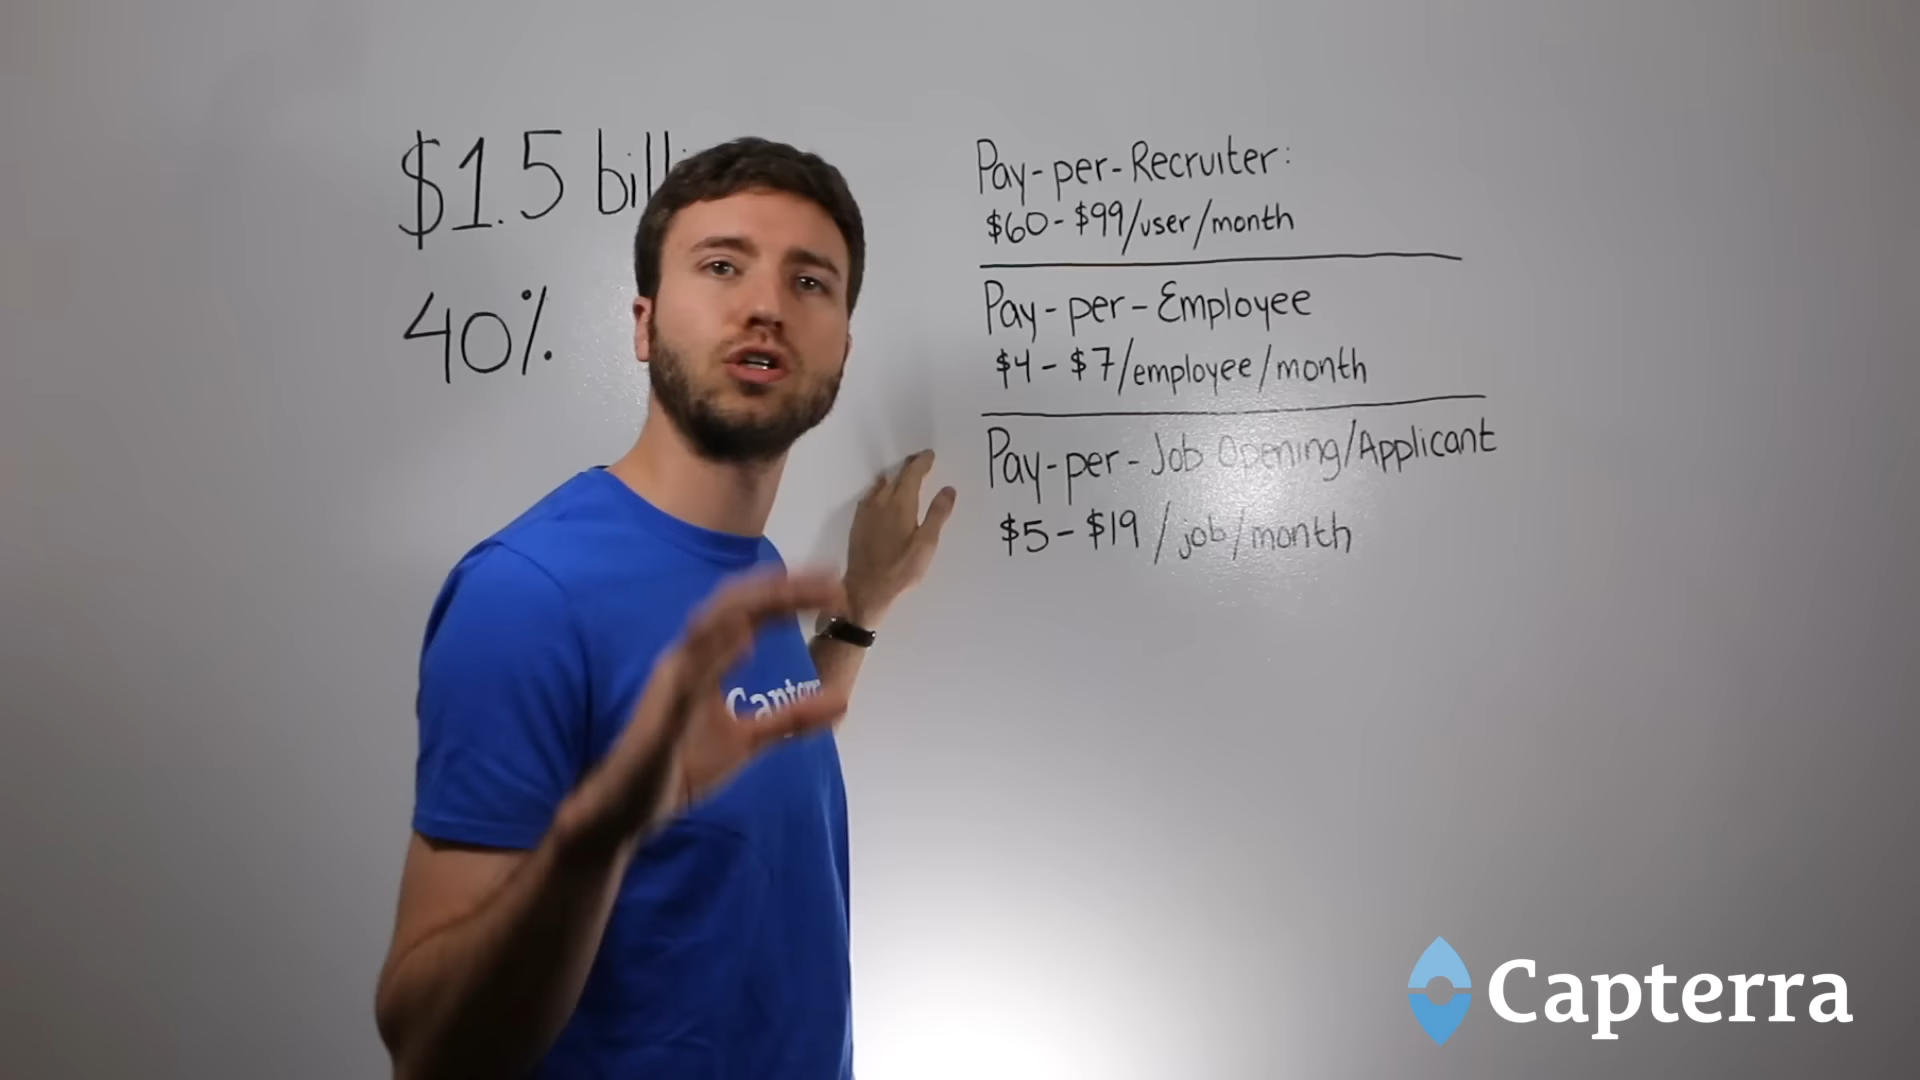 $1.5
40%
Pay-per-Recruiter:
$60-$99/user/month
Pay-per-Employee
$4-$7/employee/month
Pay-per-Job Opening/Applicant
$5-$19/job/month
Capterra